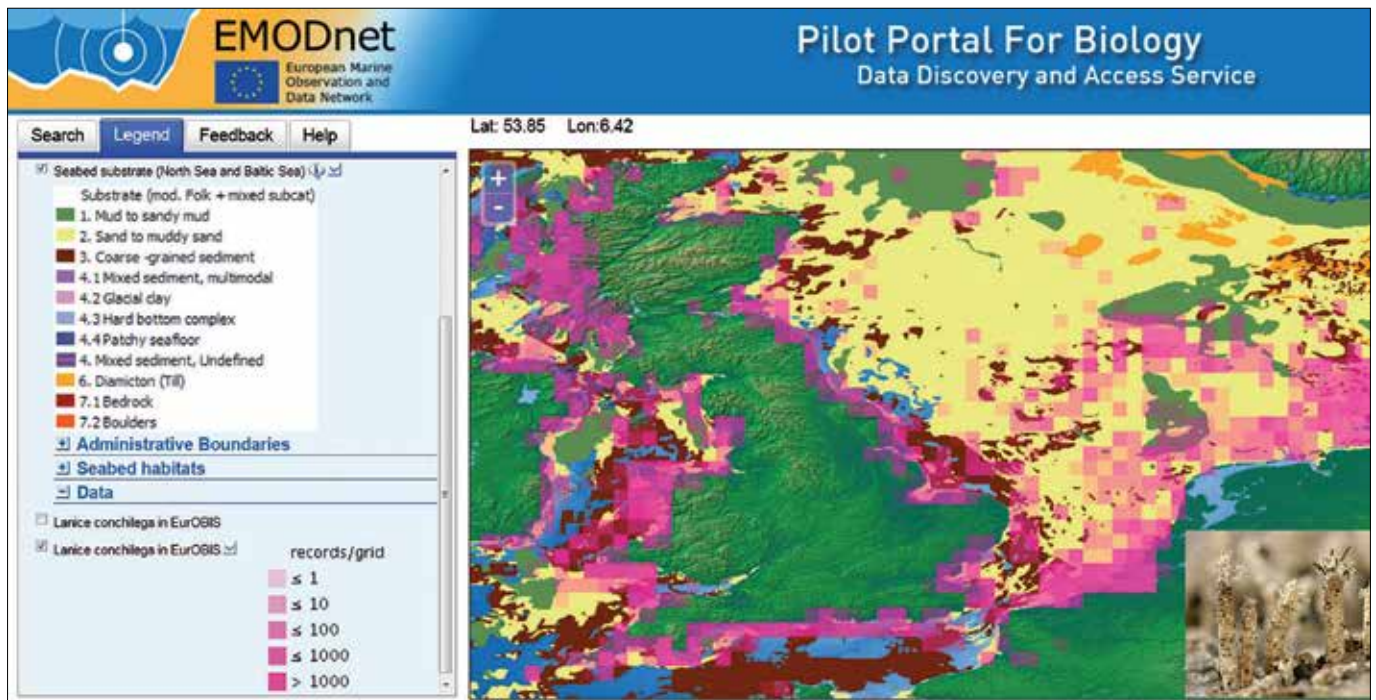 EMODnet
European Marine
Observation and
Data Network
Pilot Portal For Biology
Data Discovery and Access Service
Search Legend Feedback Help
Lat: 53.85 Lon:6.42
Seabed substrate (North Sea and Baltic Sea)
Substrate (mod. Folk + mixed subcat)
1. Mud to sandy mud
2. Sand to muddy sand
3. Coarse -grained sediment
4.1 Mixed sediment, multimodal
4.2 Glacial clay
4.3 Hard bottom complex
4.4 Patchy seafloor
4. Mixed sediment, Undefined
6. Diamicton (Till)
7.1 Bedrock
7.2 Boulders
Administrative Boundaries
Seabed habitats
Data
Lanice conchilega in EurOBIS
Lanice conchilega in EurOBIS
records/grid
≤ 1
≤ 10
≤ 100
≤ 1000
> 1000